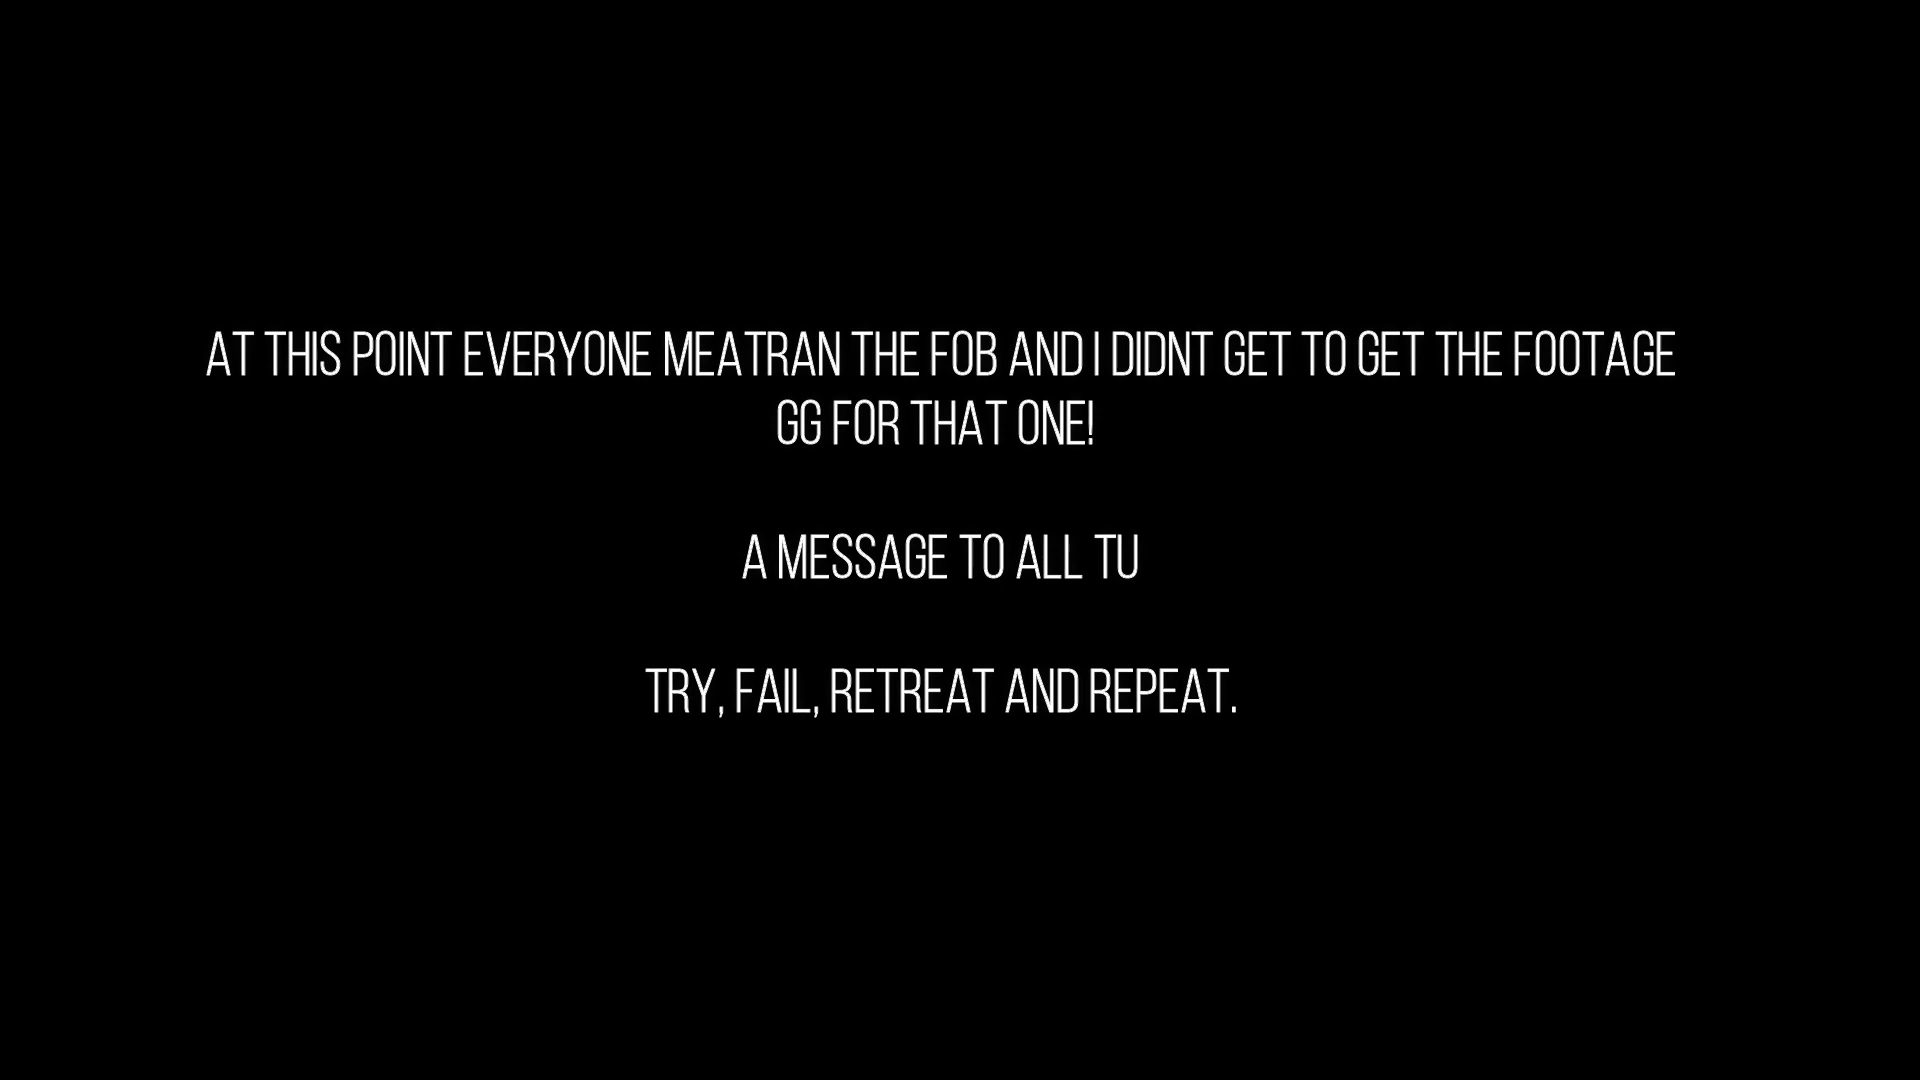 AT THIS POINT EVERYONE MEATRAN THE FOB AND I DIDNT GET TO GET THE FOOTAGE
GG FOR THAT ONE!
A MESSAGE TO ALL TU
TRY, FAIL, RETREAT AND REPEAT.